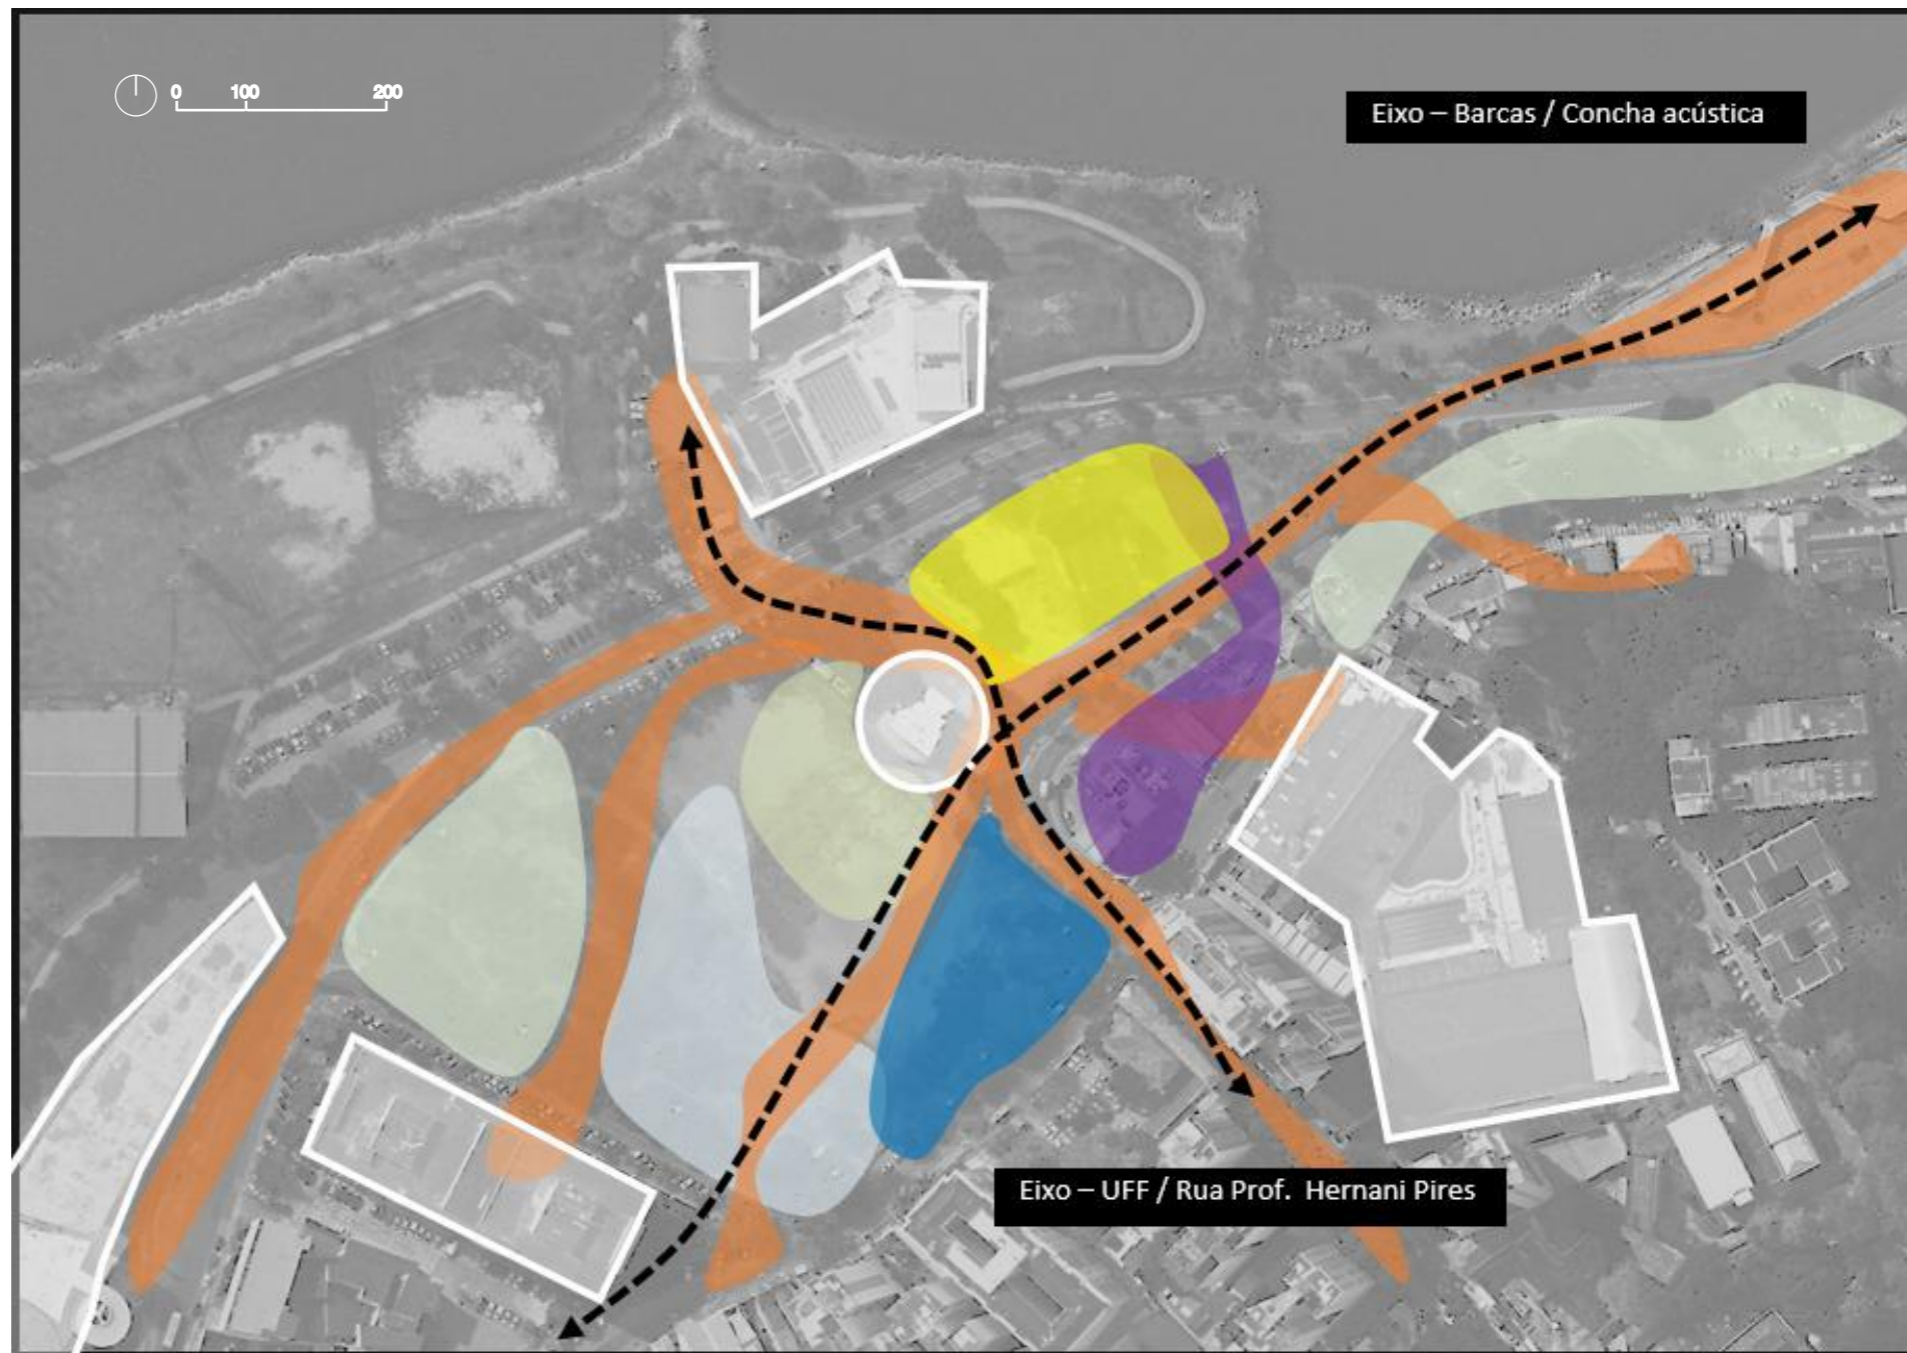 Eixo – Barcas / Concha acústica
0 100 200
Eixo – UFF / Rua Prof. Hernani Pires